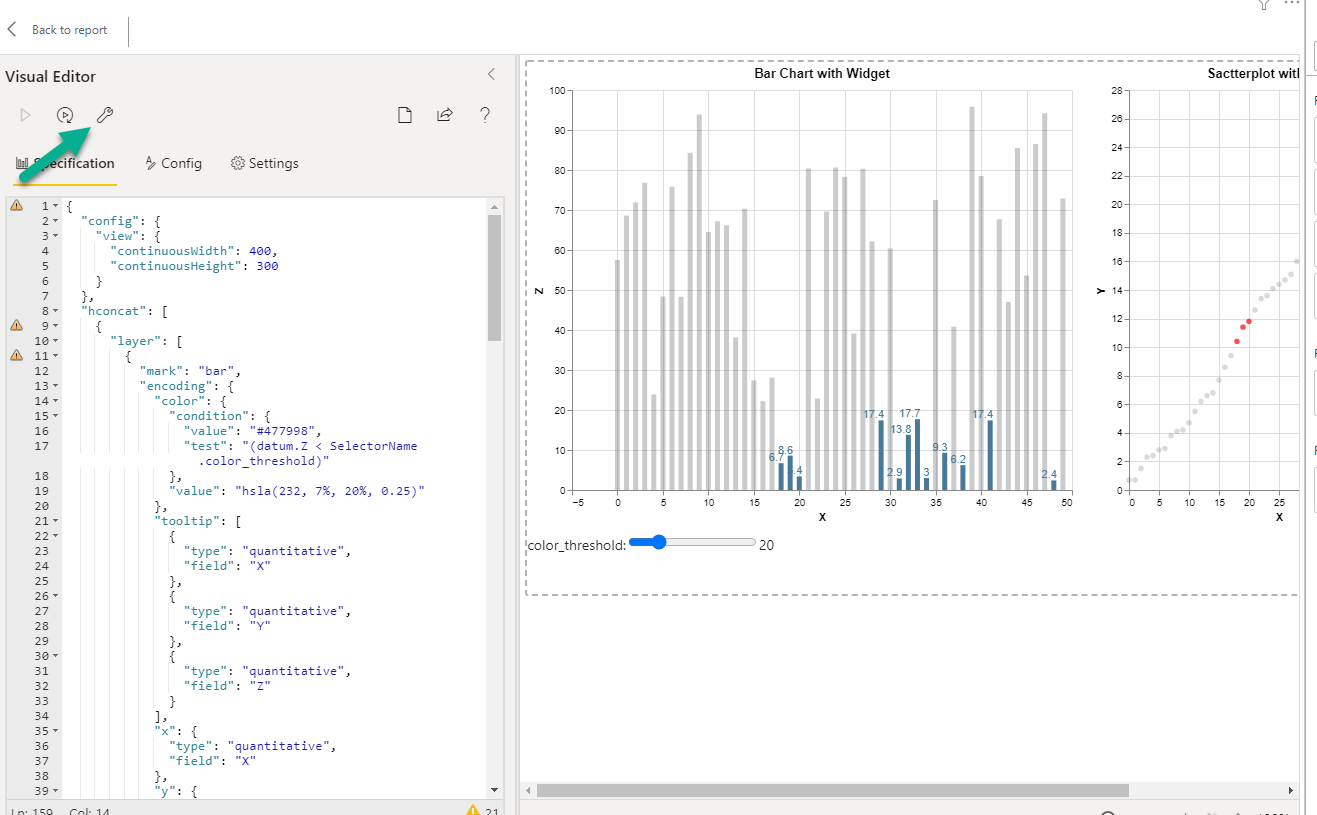 Back to report
Visual Editor
Specification Config Settings
1 {
2 "config": {
3 "view": {
4 "continuousWidth": 400,
5 "continuousHeight": 300
6 }
7 },
8 "hconcat": [
9 {
10 "layer": [
11 {
12 "mark": "bar",
13 "encoding": {
14 "color": {
15 "condition": {
16 "value": "#477998",
17 "test": "(datum.Z < SelectorName
.color_threshold)"
18 },
19 "value": "hsla(232, 7%, 20%, 0.25)"
20 },
21 "tooltip": [
22 {
23 "type": "quantitative",
24 "field": "X"
25 },
26 {
27 "type": "quantitative",
28 "field": "Y"
29 },
30 {
31 "type": "quantitative",
32 "field": "Z"
33 }
34 ],
35 "x": {
36 "type": "quantitative",
37 "field": "X"
38 },
39 "y": {
Ln: 159 Col: 14 21
Bar Chart with Widget
100
90
80
70
60
50
40
30
20
10
0
Z
6.7 8.6 .4 17.4 2.9 13.8 17.7 3 9.3 6.2 17.4 2.4
−5 0 5 10 15 20 25 30 35 40 45 50
X
color_threshold: 20
Sactterplot with
28
26
24
22
20
18
16
14
12
10
8
6
4
2
0
Y
0 5 10 15 20 25
X